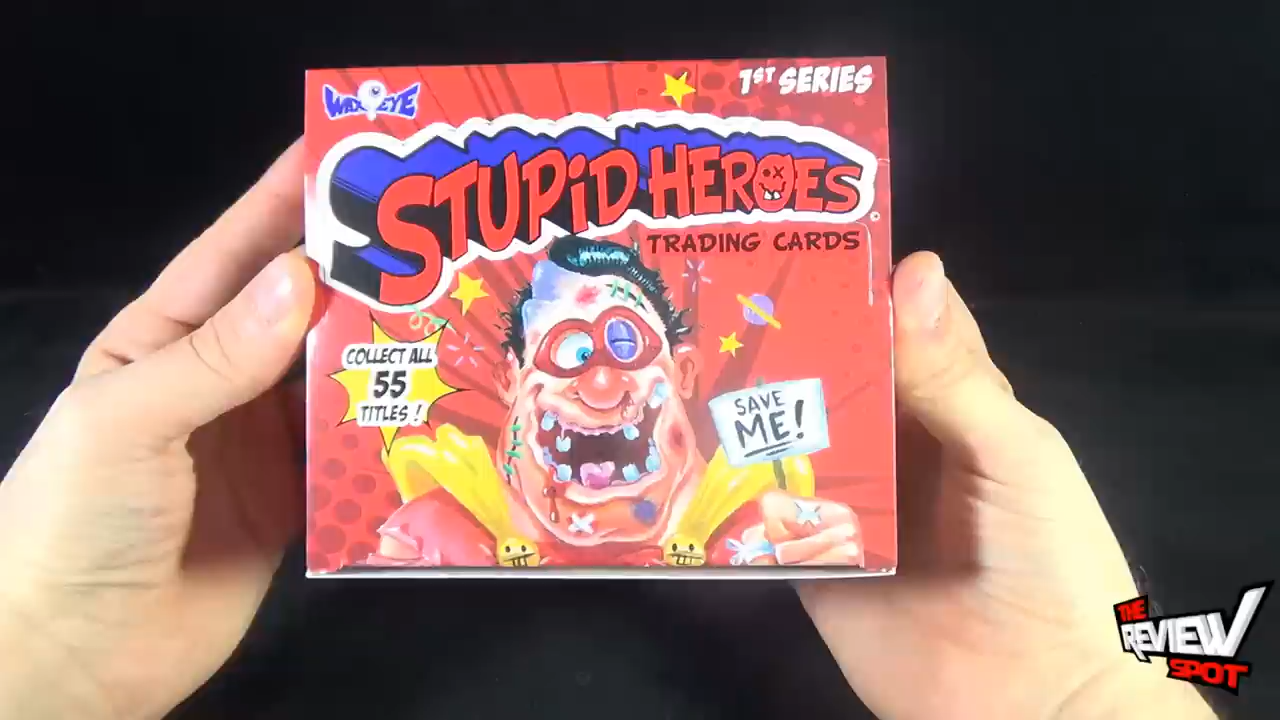 WAX EYE
1ST SERIES
STUPiD HEROES
TRADING CARDS
COLLECT ALL
55
TITLES!
SAVE
ME!
THE
REVIEW
SPOT